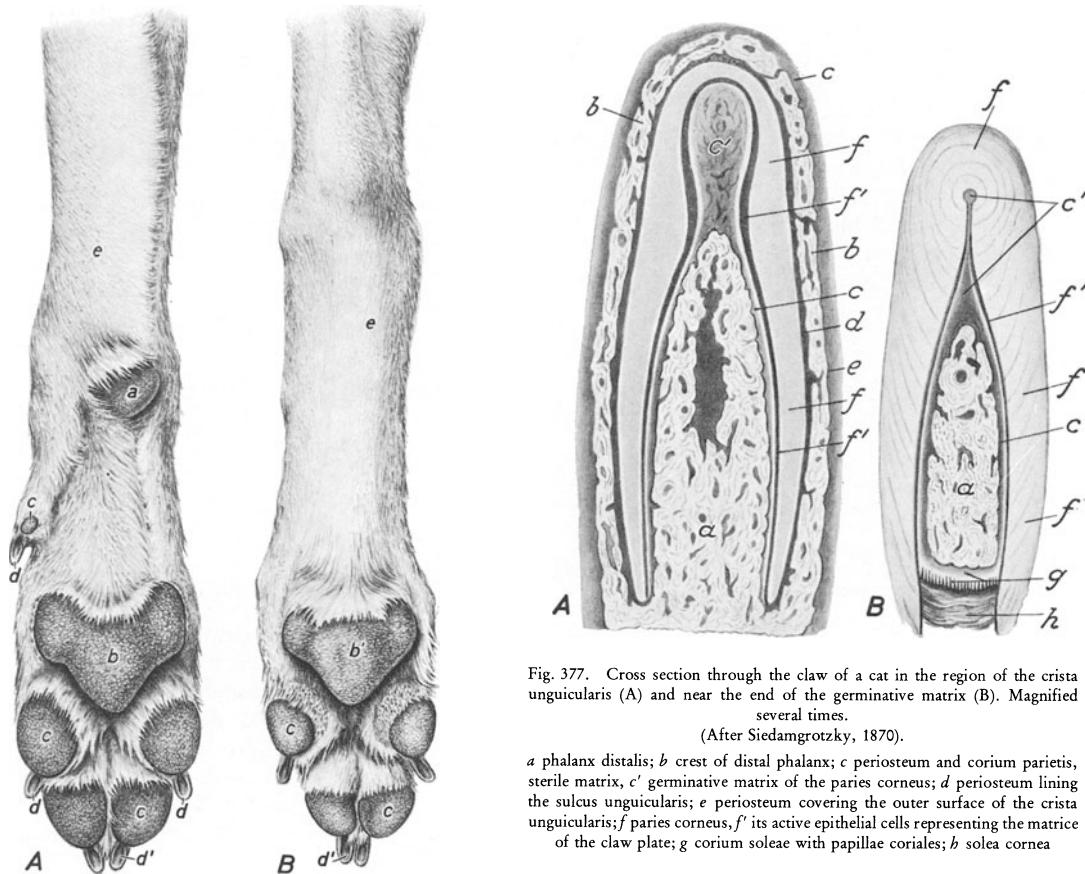 e
a
c
d
b
c
d
d
c
d'
A
e
b'
c
c
d'
B
c
b
c'
f
f'
b
c
d
e
f
f'
a
A
f
c'
f'
f
c
f
a
g
h
B
Fig. 377. Cross section through the claw of a cat in the region of the crista
unguicularis (A) and near the end of the germinative matrix (B). Magnified
several times.
(After Siedamgrotzky, 1870).
a phalanx distalis; b crest of distal phalanx; c periosteum and corium parietis,
sterile matrix, c' germinative matrix of the paries corneus; d periosteum lining
the sulcus unguicularis; e periosteum covering the outer surface of the crista
unguicularis; f paries corneus, f' its active epithelial cells representing the matrice
of the claw plate; g corium soleae with papillae coriales; h solea cornea